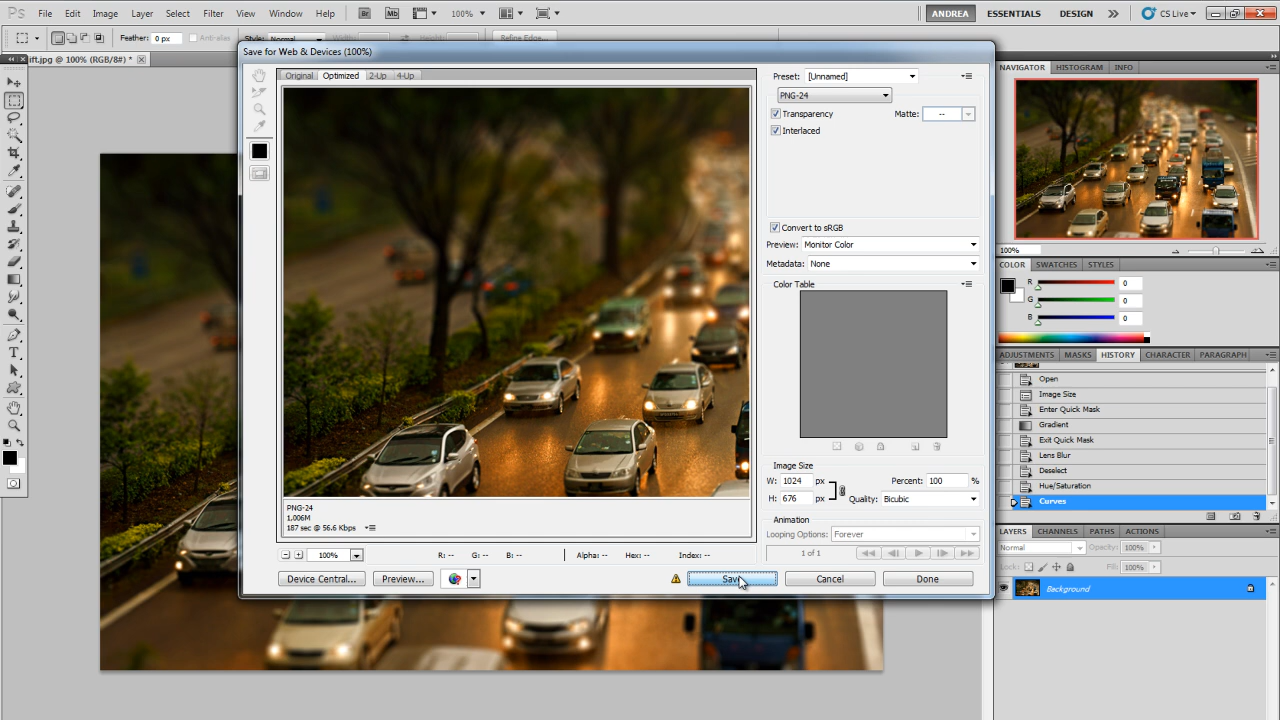 Ps File Edit Image Layer Select Filter View Window Help Br Mb 100% ANDREA ESSENTIALS DESIGN CS Live
Feather: 0 px Anti-alias Style: Normal Refine Edge...
ift.jpg @ 100% (RGB/8#) *
Save for Web & Devices (100%)
Original Optimized 2-Up 4-Up
Preset: [Unnamed]
PNG-24
Transparency Matte: --
Interlaced
Convert to sRGB
Preview: Monitor Color
Metadata: None
Color Table
Image Size
W: 1024 px Percent: 100 %
H: 676 px Quality: Bicubic
Animation
Looping Options: Forever
1 of 1
PNG-24
1,006M
187 sec @ 56.6 Kbps
100% R: -- G: -- B: -- Alpha: -- Hex: -- Index: --
Device Central... Preview... Save Cancel Done
NAVIGATOR HISTOGRAM INFO
100%
COLOR SWATCHES STYLES
R 0
G 0
B 0
ADJUSTMENTS MASKS HISTORY CHARACTER PARAGRAPH
Open
Image Size
Enter Quick Mask
Gradient
Exit Quick Mask
Lens Blur
Deselect
Hue/Saturation
Curves
LAYERS CHANNELS PATHS ACTIONS
Normal Opacity: 100%
Lock: Fill: 100%
Background